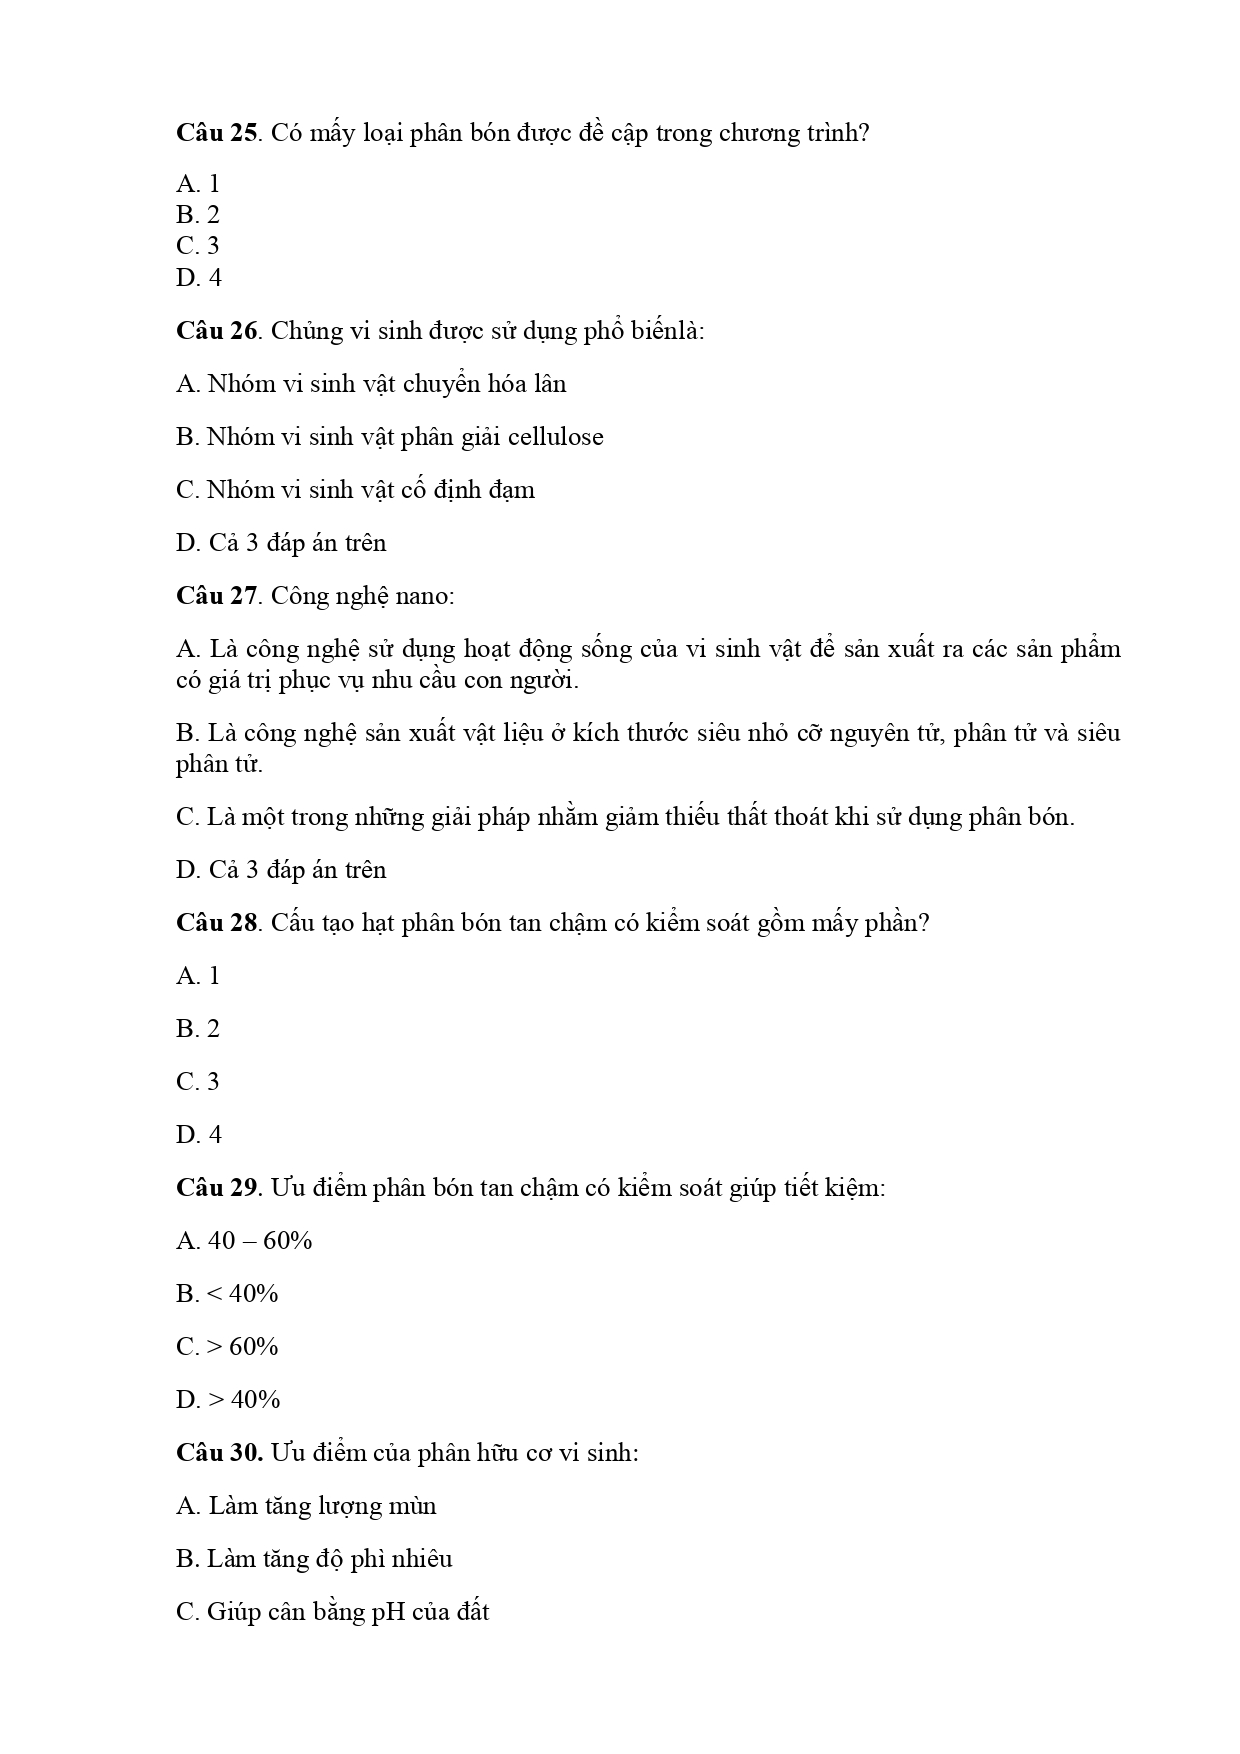 Câu 25. Có mấy loại phân bón được đề cập trong chương trình?
A. 1
B. 2
C. 3
D. 4
Câu 26. Chủng vi sinh được sử dụng phổ biếnlà:
A. Nhóm vi sinh vật chuyển hóa lân
B. Nhóm vi sinh vật phân giải cellulose
C. Nhóm vi sinh vật cố định đạm
D. Cả 3 đáp án trên
Câu 27. Công nghệ nano:
A. Là công nghệ sử dụng hoạt động sống của vi sinh vật để sản xuất ra các sản phẩm
có giá trị phục vụ nhu cầu con người.
B. Là công nghệ sản xuất vật liệu ở kích thước siêu nhỏ cỡ nguyên tử, phân tử và siêu
phân tử.
C. Là một trong những giải pháp nhằm giảm thiếu thất thoát khi sử dụng phân bón.
D. Cả 3 đáp án trên
Câu 28. Cấu tạo hạt phân bón tan chậm có kiểm soát gồm mấy phần?
A. 1
B. 2
C. 3
D. 4
Câu 29. Ưu điểm phân bón tan chậm có kiểm soát giúp tiết kiệm:
A. 40 – 60%
B. < 40%
C. > 60%
D. > 40%
Câu 30. Ưu điểm của phân hữu cơ vi sinh:
A. Làm tăng lượng mùn
B. Làm tăng độ phì nhiêu
C. Giúp cân bằng pH của đất